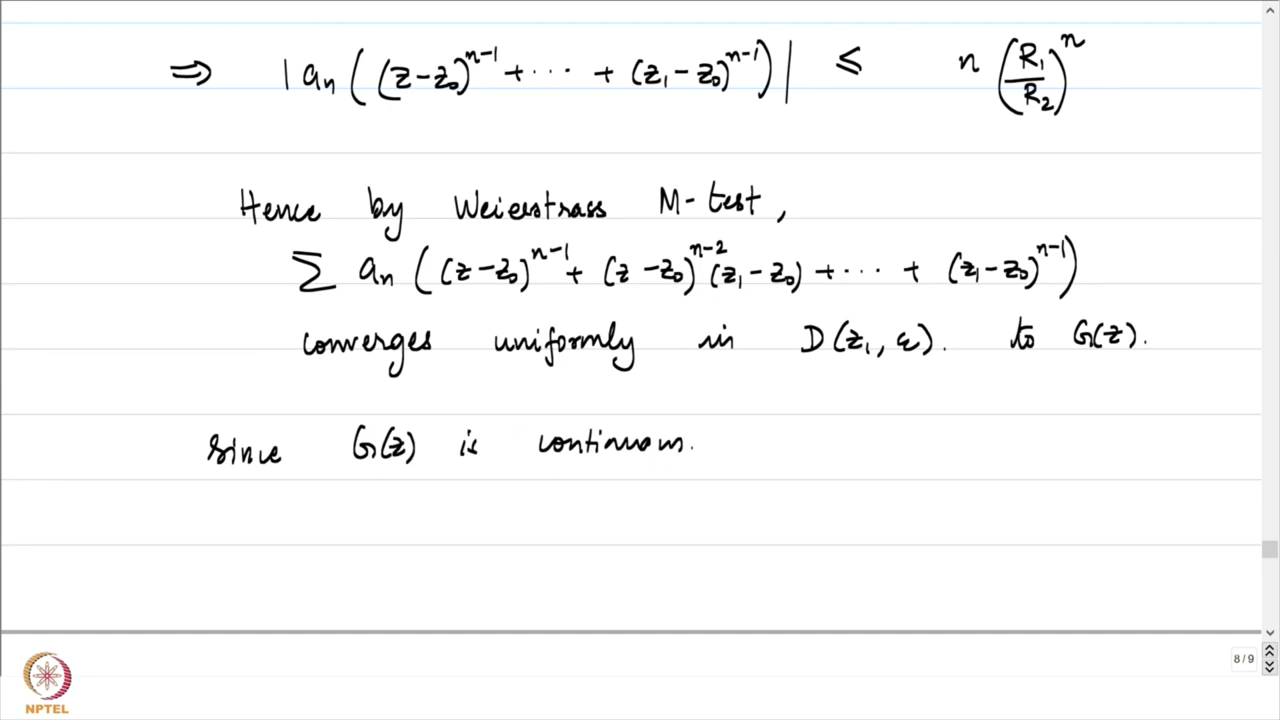 ⇒ |an((z-z₀)ⁿ⁻¹ + ⋯ + (z₁-z₀)ⁿ⁻¹)| ≤ n(R₁/R₂)ⁿ
Hence by Weierstrass M-test,
∑ an((z-z₀)ⁿ⁻¹ + (z-z₀)ⁿ⁻²(z₁-z₀) + ⋯ + (z₁-z₀)ⁿ⁻¹)
converges uniformly in D(z₁, ε). to G(z).
Since G(z) is continuous.
8 / 9
NPTEL